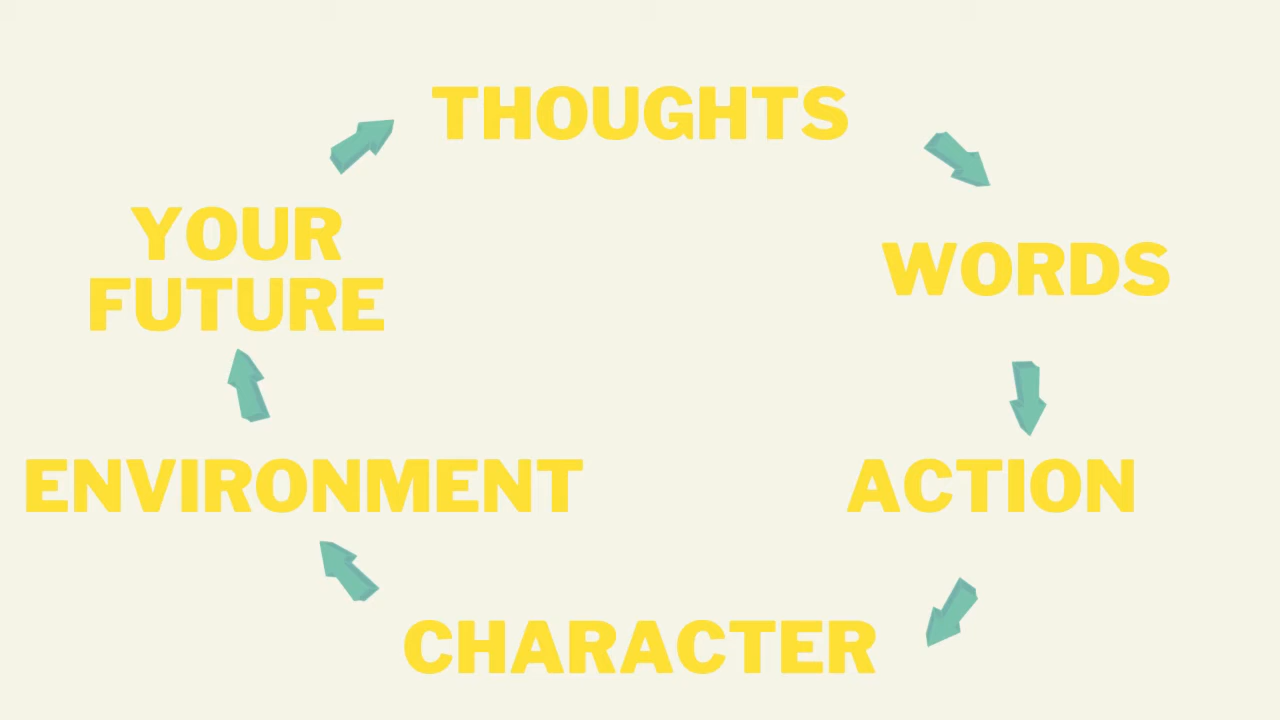 THOUGHTS
WORDS
ACTION
CHARACTER
ENVIRONMENT
YOUR
FUTURE